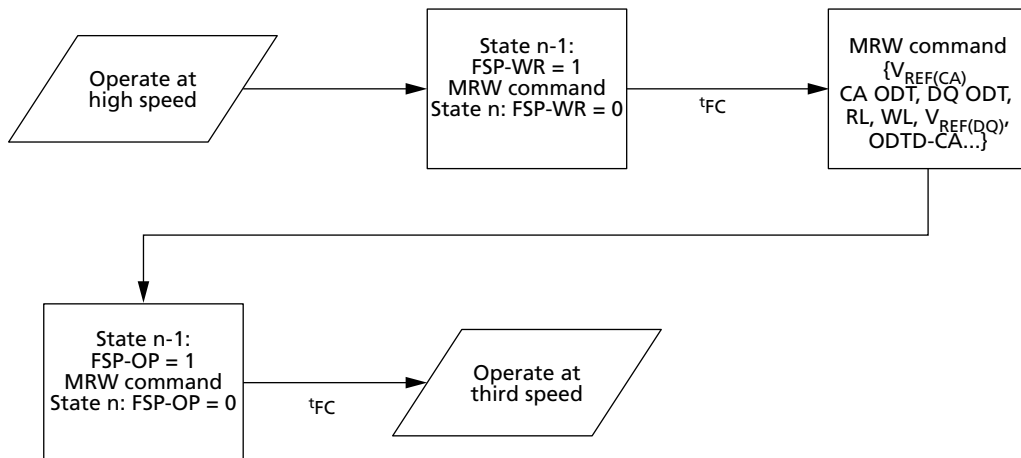 Operate at
high speed
State n-1:
FSP-WR = 1
MRW command
State n: FSP-WR = 0
tFC
MRW command
{VREF(CA)
CA ODT, DQ ODT,
RL, WL, VREF(DQ),
ODTD-CA...}
State n-1:
FSP-OP = 1
MRW command
State n: FSP-OP = 0
tFC
Operate at
third speed